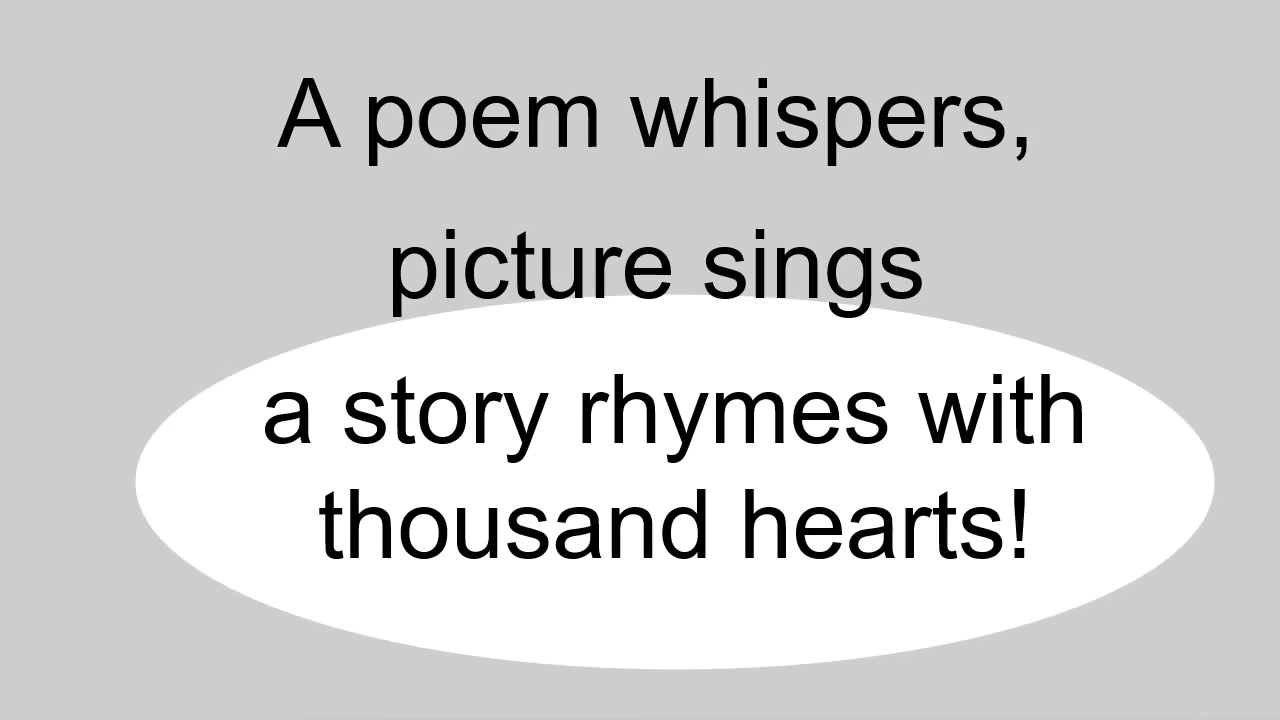 A poem whispers,
picture sings
a story rhymes with
thousand hearts!